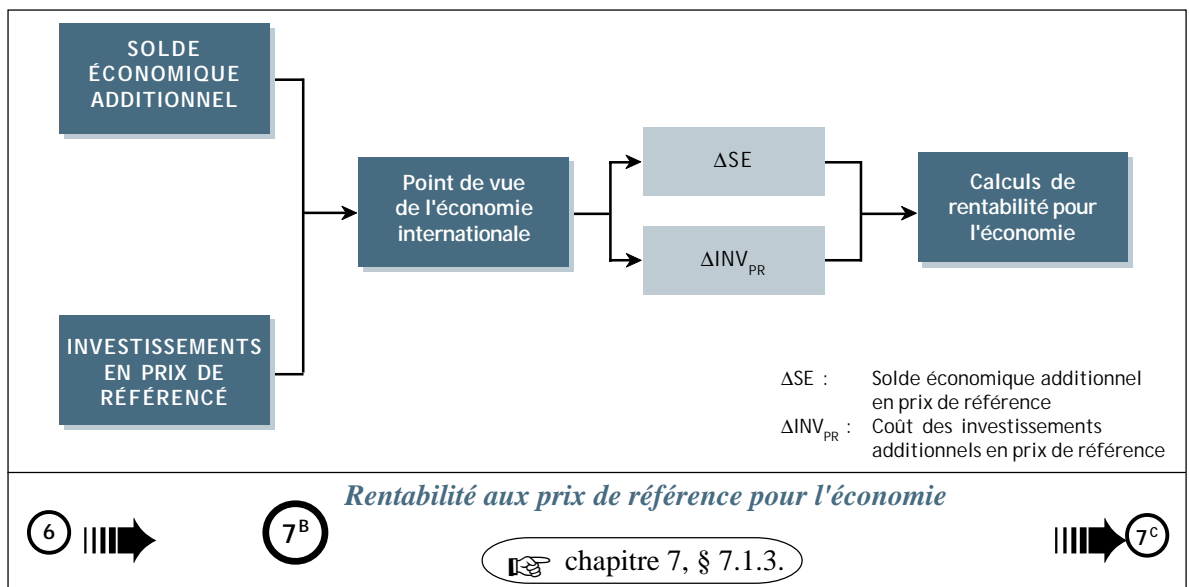 SOLDE
ÉCONOMIQUE
ADDITIONNEL
Point de vue
de l'économie
internationale
ΔSE
ΔINV_PR
Calculs de
rentabilité pour
l'économie
INVESTISSEMENTS
EN PRIX DE
RÉFÉRENCÉ
ΔSE : Solde économique additionnel
en prix de référence
ΔINV_PR : Coût des investissements
additionnels en prix de référence
Rentabilité aux prix de référence pour l'économie
6
7B
7C
chapitre 7, § 7.1.3.